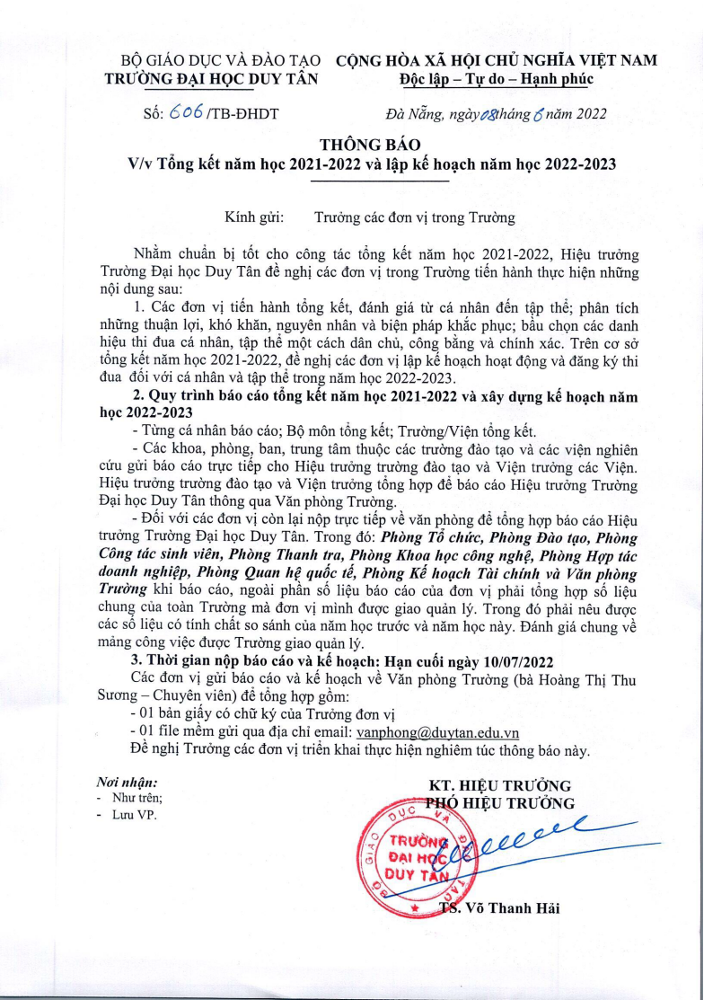 BỘ GIÁO DỤC VÀ ĐÀO TẠO
TRƯỜNG ĐẠI HỌC DUY TÂN
CỘNG HÒA XÃ HỘI CHỦ NGHĨA VIỆT NAM
Độc lập – Tự do – Hạnh phúc
Số: 606/TB-ĐHDT
Đà Nẵng, ngày 08 tháng 6 năm 2022
THÔNG BÁO
V/v Tổng kết năm học 2021-2022 và lập kế hoạch năm học 2022-2023
Kính gửi: Trưởng các đơn vị trong Trường
Nhằm chuẩn bị tốt cho công tác tổng kết năm học 2021-2022, Hiệu trưởng
Trường Đại học Duy Tân đề nghị các đơn vị trong Trường tiến hành thực hiện những
nội dung sau:
1. Các đơn vị tiến hành tổng kết, đánh giá từ cá nhân đến tập thể; phân tích
những thuận lợi, khó khăn, nguyên nhân và biện pháp khắc phục; bầu chọn các danh
hiệu thi đua cá nhân, tập thể một cách dân chủ, công bằng và chính xác. Trên cơ sở
tổng kết năm học 2021-2022, đề nghị các đơn vị lập kế hoạch hoạt động và đăng ký thi
đua đối với cá nhân và tập thể trong năm học 2022-2023.
2. Quy trình báo cáo tổng kết năm học 2021-2022 và xây dựng kế hoạch năm
học 2022-2023
- Từng cá nhân báo cáo; Bộ môn tổng kết; Trường/Viện tổng kết.
- Các khoa, phòng, ban, trung tâm thuộc các trường đào tạo và các viện nghiên
cứu gửi báo cáo trực tiếp cho Hiệu trưởng trường đào tạo và Viện trưởng các Viện.
Hiệu trưởng trường đào tạo và Viện trưởng tổng hợp để báo cáo Hiệu trưởng Trường
Đại học Duy Tân thông qua Văn phòng Trường.
- Đối với các đơn vị còn lại nộp trực tiếp về văn phòng để tổng hợp báo cáo Hiệu
trưởng Trường Đại học Duy Tân. Trong đó: Phòng Tổ chức, Phòng Đào tạo, Phòng
Công tác sinh viên, Phòng Thanh tra, Phòng Khoa học công nghệ, Phòng Hợp tác
doanh nghiệp, Phòng Quan hệ quốc tế, Phòng Kế hoạch Tài chính và Văn phòng
Trường khi báo cáo, ngoài phần số liệu báo cáo của đơn vị phải tổng hợp số liệu
chung của toàn Trường mà đơn vị mình được giao quản lý. Trong đó phải nêu được
các số liệu có tính chất so sánh của năm học trước và năm học này. Đánh giá chung về
mảng công việc được Trường giao quản lý.
3. Thời gian nộp báo cáo và kế hoạch: Hạn cuối ngày 10/07/2022
Các đơn vị gửi báo cáo và kế hoạch về Văn phòng Trường (bà Hoàng Thị Thu
Sương – Chuyên viên) để tổng hợp gồm:
- 01 bản giấy có chữ ký của Trưởng đơn vị
- 01 file mềm gửi qua địa chỉ email: vanphong@duytan.edu.vn
Đề nghị Trưởng các đơn vị triển khai thực hiện nghiêm túc thông báo này.
Nơi nhận:
- Như trên;
- Lưu VP.
KT. HIỆU TRƯỞNG
PHÓ HIỆU TRƯỞNG
BỘ GIÁO DỤC VÀ ĐÀO TẠO
TRƯỜNG
ĐẠI HỌC
DUY TÂN
TS. Võ Thanh Hải